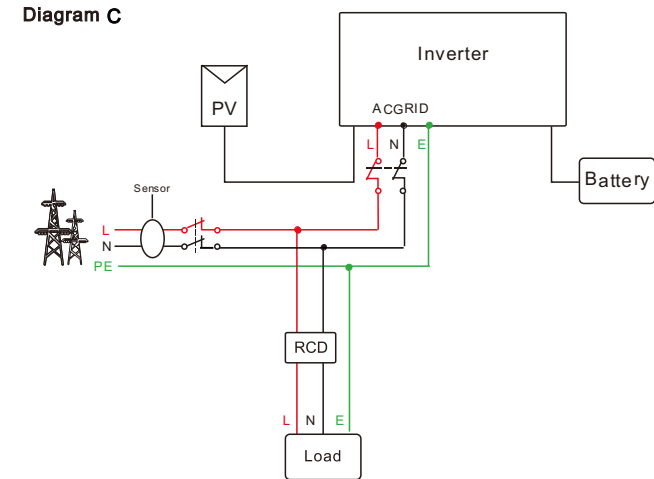 Diagram C
Inverter
PV
ACGRID
L N E
Battery
Sensor
L
N
PE
RCD
L N E
Load